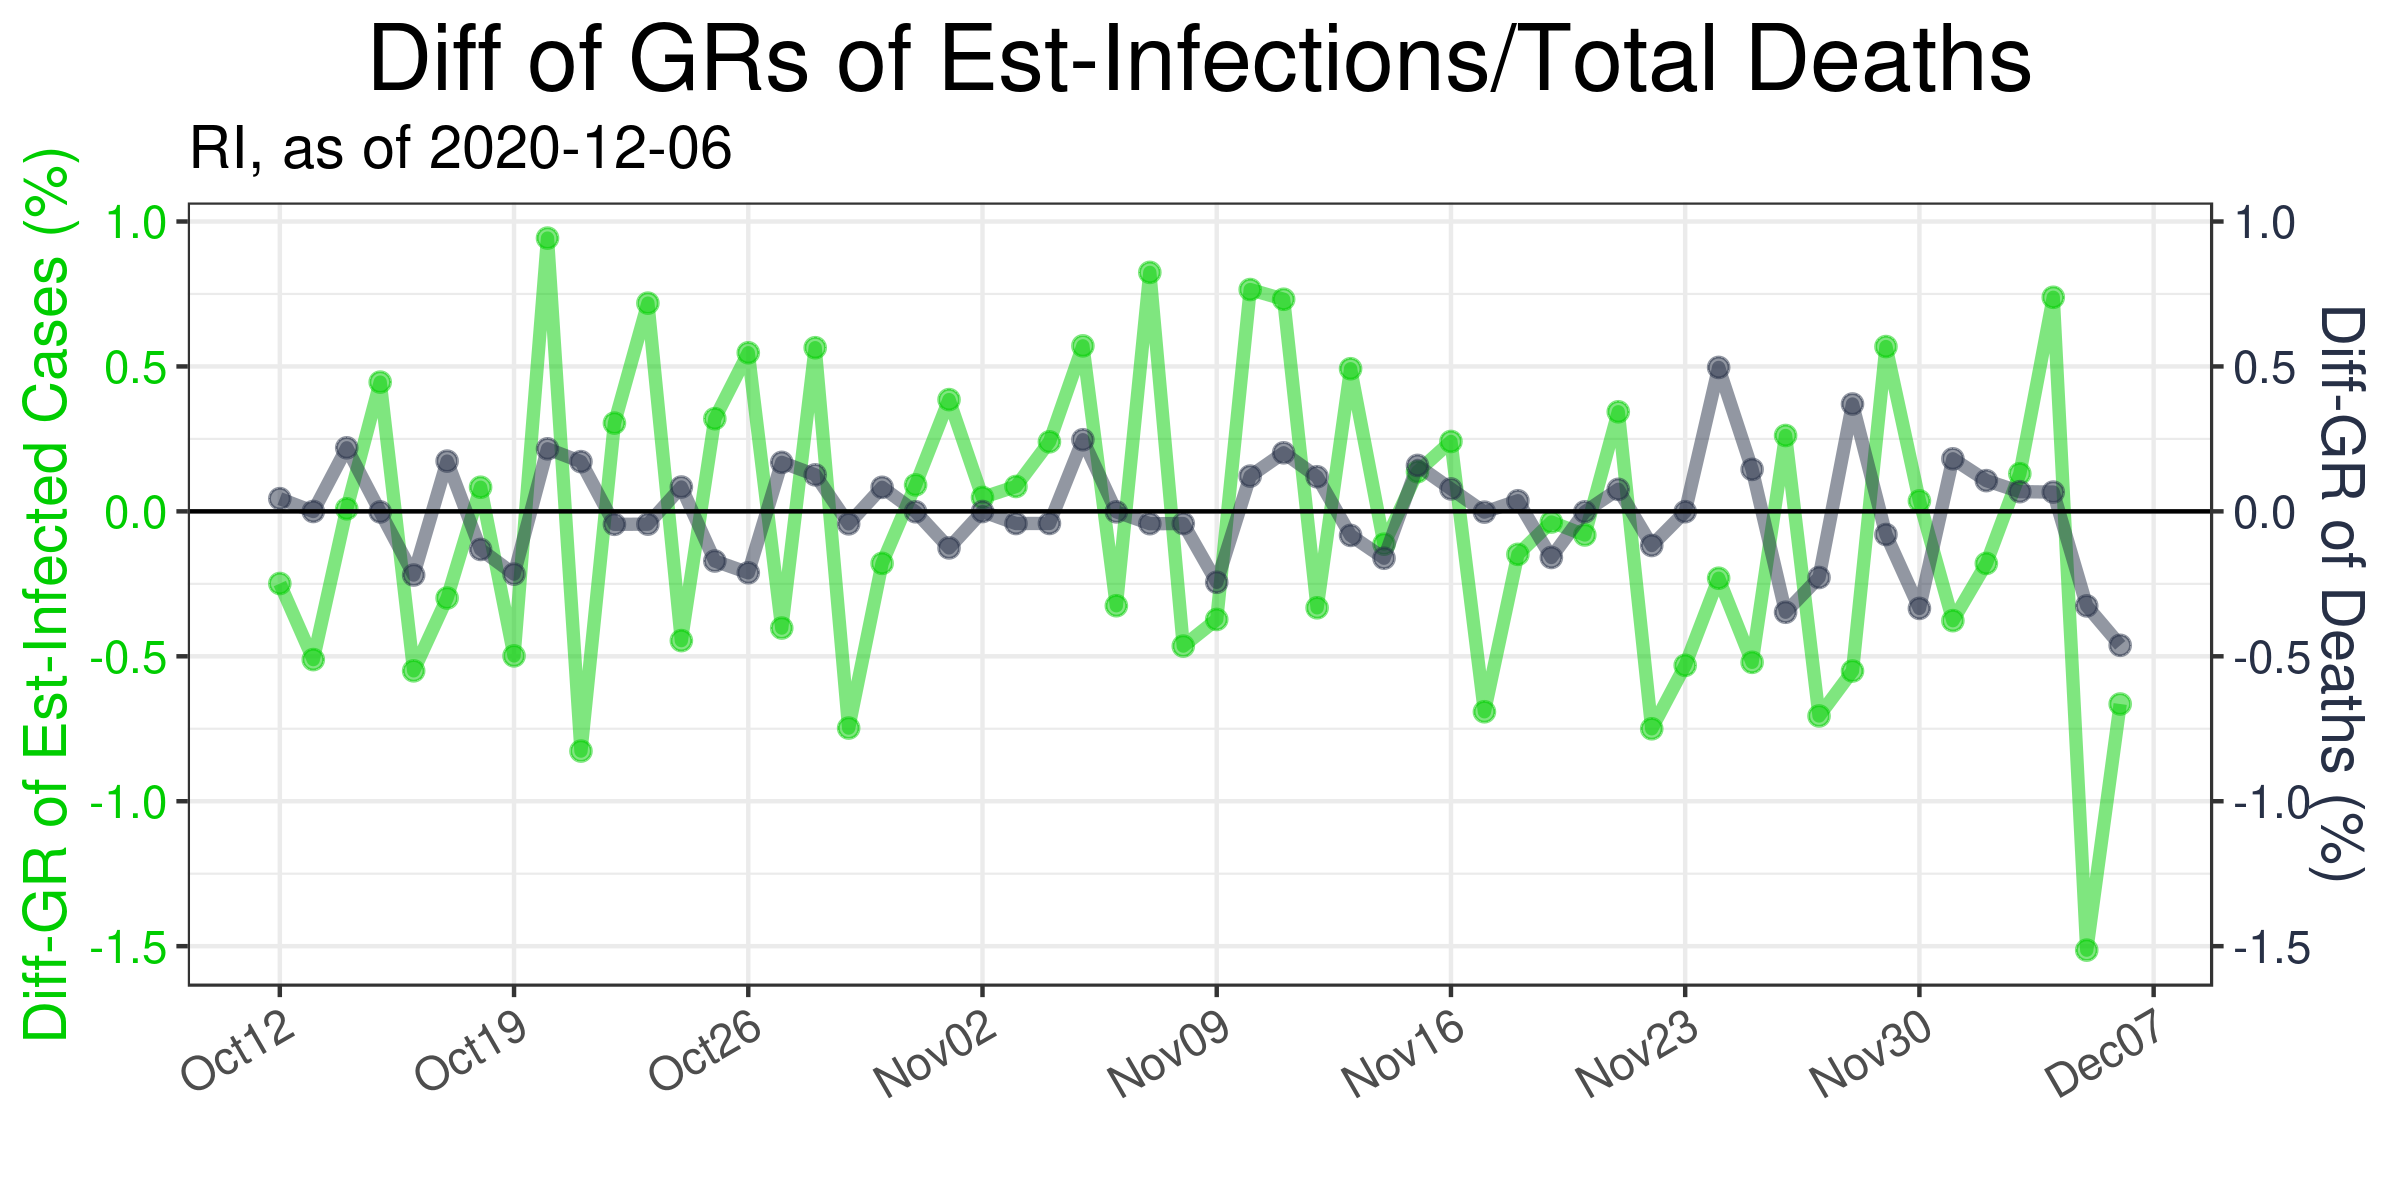 Diff of GRs of Est-Infections/Total Deaths
RI, as of 2020-12-06
Diff-GR of Est-Infected Cases (%)
1.0
0.5
0.0
-0.5
-1.0
-1.5
1.0
0.5
0.0
-0.5
-1.0
-1.5
Diff-GR of Deaths (%)
Oct12
Oct19
Oct26
Nov02
Nov09
Nov16
Nov23
Nov30
Dec07